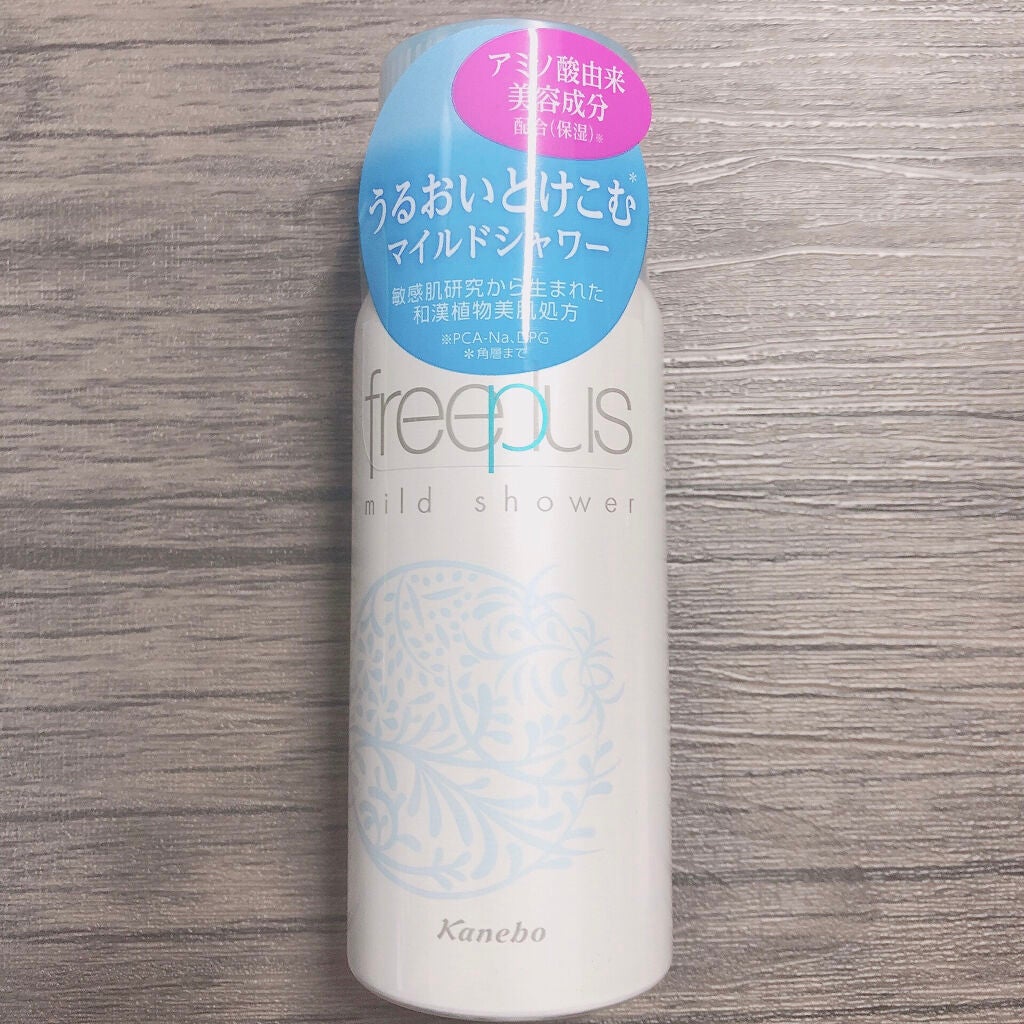 アミノ酸由来
美容成分
配合(保湿)※
うるおいとけこむ*
マイルドシャワー
敏感肌研究から生まれた
和漢植物美肌処方
※PCA-Na、DPG
*角層まで
freeplus
mild shower
Kanebo